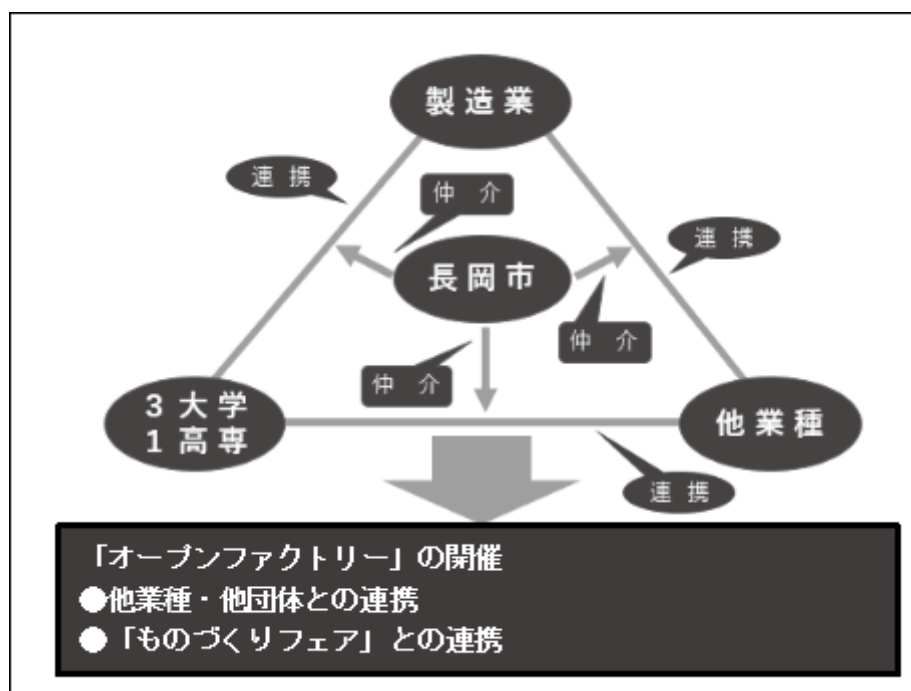 製造業
連携
仲介
長岡市
連携
仲介
仲介
3大学
1高専
他業種
連携
「オープンファクトリー」の開催
●他業種・他団体との連携
●「ものづくりフェア」との連携